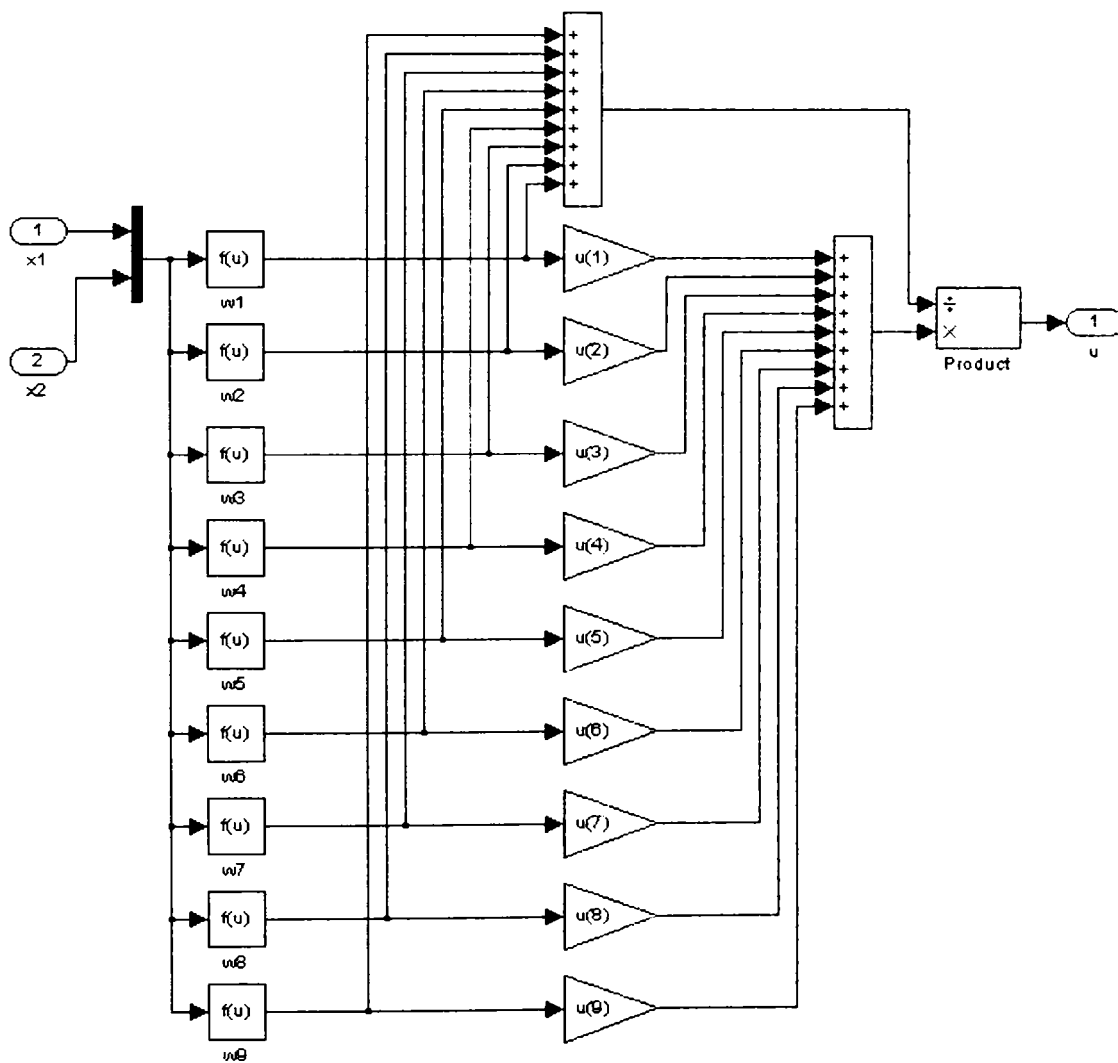 +
+
+
+
+
+
+
+
+
1
x1
2
x2
f(u)
w1
f(u)
w2
f(u)
w3
f(u)
w4
f(u)
w5
f(u)
w6
f(u)
w7
f(u)
w8
f(u)
w9
u(1)
u(2)
u(3)
u(4)
u(5)
u(6)
u(7)
u(8)
u(9)
+
+
+
+
+
+
+
+
+
÷
×
Product
1
u